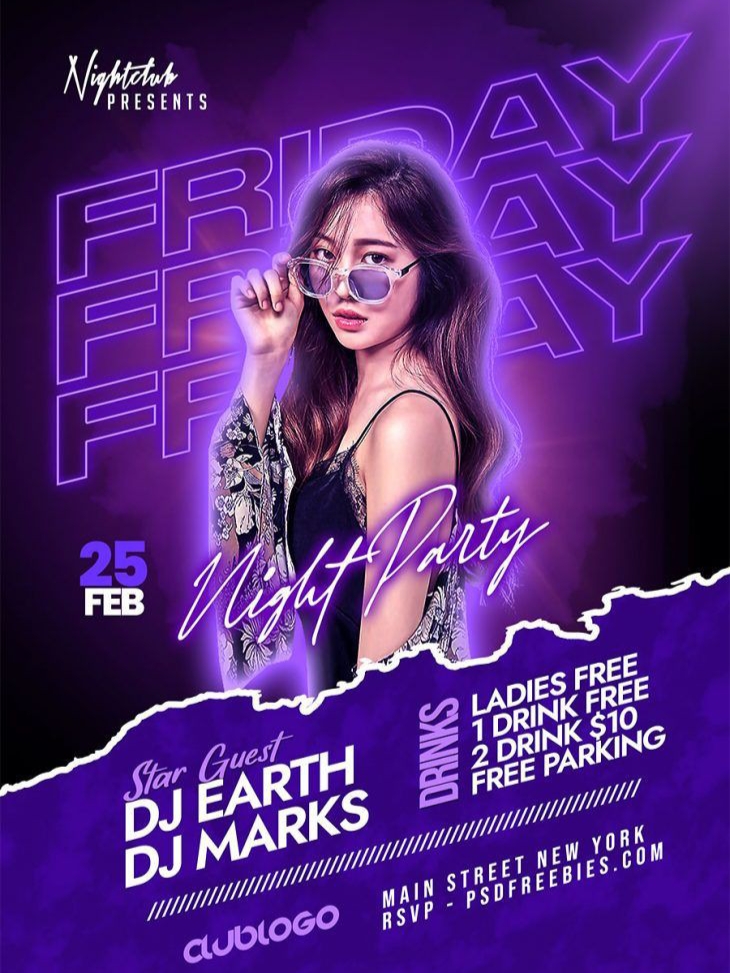 Nightclub
PRESENTS
FRIDAY
FRIDAY
FRIDAY
25
FEB
Night Party
Star Guest
DJ EARTH
DJ MARKS
DRINKS
LADIES FREE
1 DRINK FREE
2 DRINK $10
FREE PARKING
MAIN STREET NEW YORK
RSVP - PSDFREEBIES.COM
CLUBLOGO